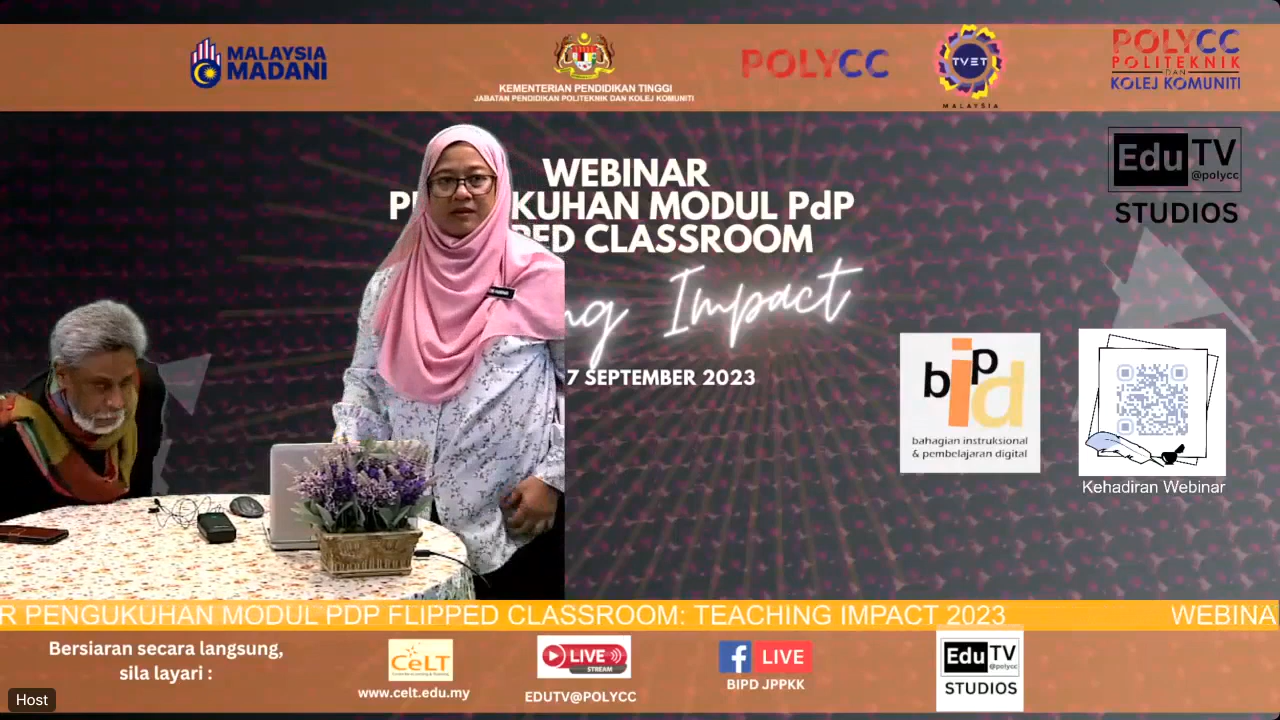 MALAYSIA
MADANI
KEMENTERIAN PENDIDIKAN TINGGI
JABATAN PENDIDIKAN POLITEKNIK DAN KOLEJ KOMUNITI
POLYCC
TVET
MALAYSIA
POLYCC
POLITEKNIK
DAN
KOLEJ KOMUNITI
EduTV
@polycc
STUDIOS
WEBINAR
KUHAN MODUL PdP
PED CLASSROOM
ng Impact
7 SEPTEMBER 2023
bipd
bahagian instruksional
& pembelajaran digital
Kehadiran Webinar
R PENGUKUHAN MODUL PDP FLIPPED CLASSROOM: TEACHING IMPACT 2023 WEBINA
Bersiaran secara langsung,
sila layari :
CeLT
www.celt.edu.my
LIVE
STREAM
EDUTV@POLYCC
f LIVE
BIPD JPPKK
EduTV
@polycc
STUDIOS
Host